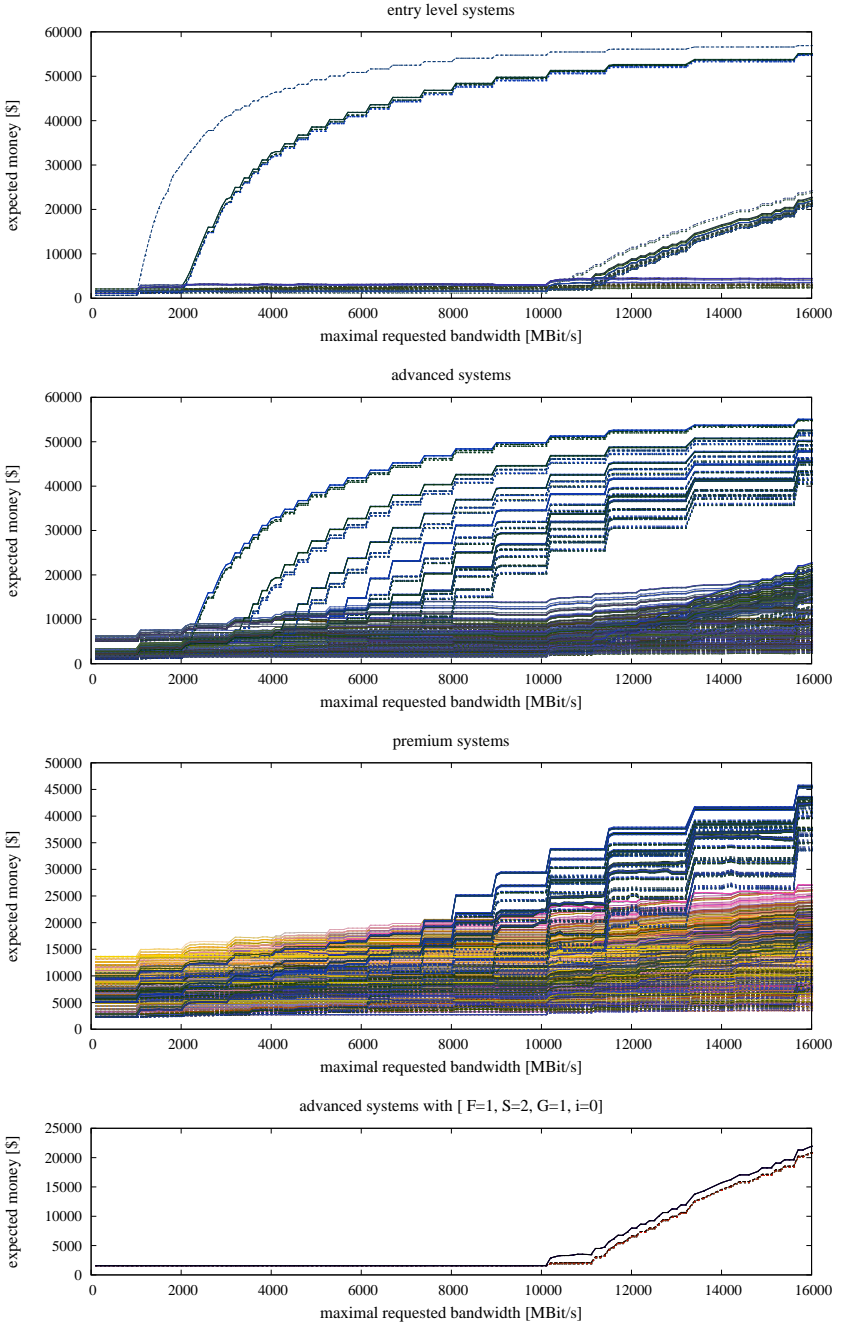 entry level systems
60000
50000
40000
30000
20000
10000
0
expected money [$]
0 2000 4000 6000 8000 10000 12000 14000 16000
maximal requested bandwidth [MBit/s]
advanced systems
60000
50000
40000
30000
20000
10000
0
expected money [$]
0 2000 4000 6000 8000 10000 12000 14000 16000
maximal requested bandwidth [MBit/s]
premium systems
50000
45000
40000
35000
30000
25000
20000
15000
10000
5000
0
expected money [$]
0 2000 4000 6000 8000 10000 12000 14000 16000
maximal requested bandwidth [MBit/s]
advanced systems with [ F=1, S=2, G=1, i=0]
25000
20000
15000
10000
5000
0
expected money [$]
0 2000 4000 6000 8000 10000 12000 14000 16000
maximal requested bandwidth [MBit/s]